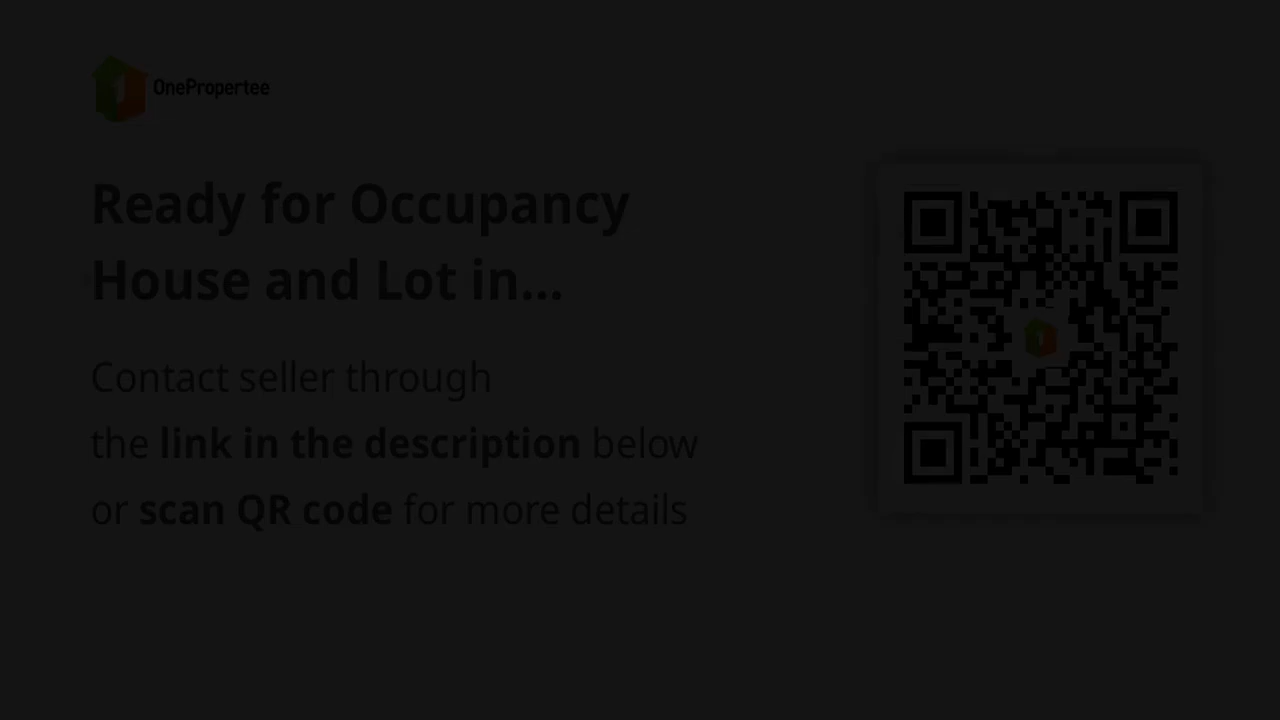 OnePropertee
Ready for Occupancy
House and Lot in...
Contact seller through
the link in the description below
or scan QR code for more details